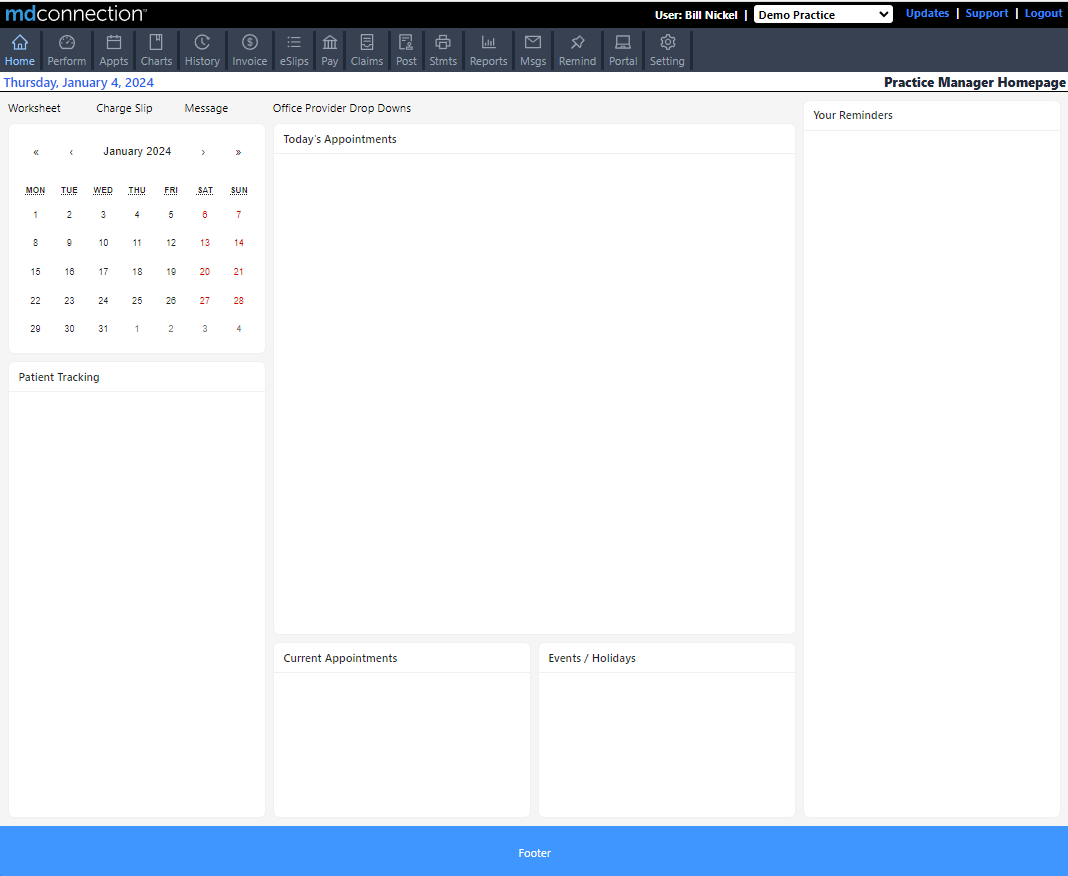 mdconnection™
User: Bill Nickel | Demo Practice Updates | Support | Logout
Home Perform Appts Charts History Invoice eSlips Pay Claims Post Stmts Reports Msgs Remind Portal Setting
Thursday, January 4, 2024
Practice Manager Homepage
Worksheet Charge Slip Message Office Provider Drop Downs
« ‹ January 2024 › »
MON TUE WED THU FRI SAT SUN
1 2 3 4 5 6 7
8 9 10 11 12 13 14
15 16 17 18 19 20 21
22 23 24 25 26 27 28
29 30 31 1 2 3 4
Patient Tracking
Today's Appointments
Current Appointments
Events / Holidays
Your Reminders
Footer